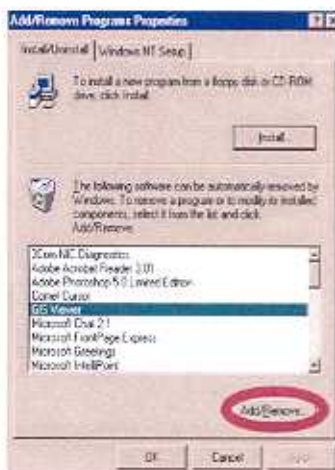 Add/Remove Programs Properties
Install/Uninstall
Windows NT Setup
To install a new program from a floppy disk or CD-ROM
drive, click Install.
Install...
The following software can be automatically removed by
Windows. To remove a program or to modify its installed
components, select it from the list and click
Add/Remove.
3Com NIC Diagnostics
Adobe Acrobat Reader 3.01
Adobe Photoshop 5.0 Limited Edition
Comet Cursor
GIS Viewer
Microsoft Chat 2.1
Microsoft FrontPage Express
Microsoft Greetings
Microsoft IntelliPoint
Add/Remove...
OK
Cancel
Apply